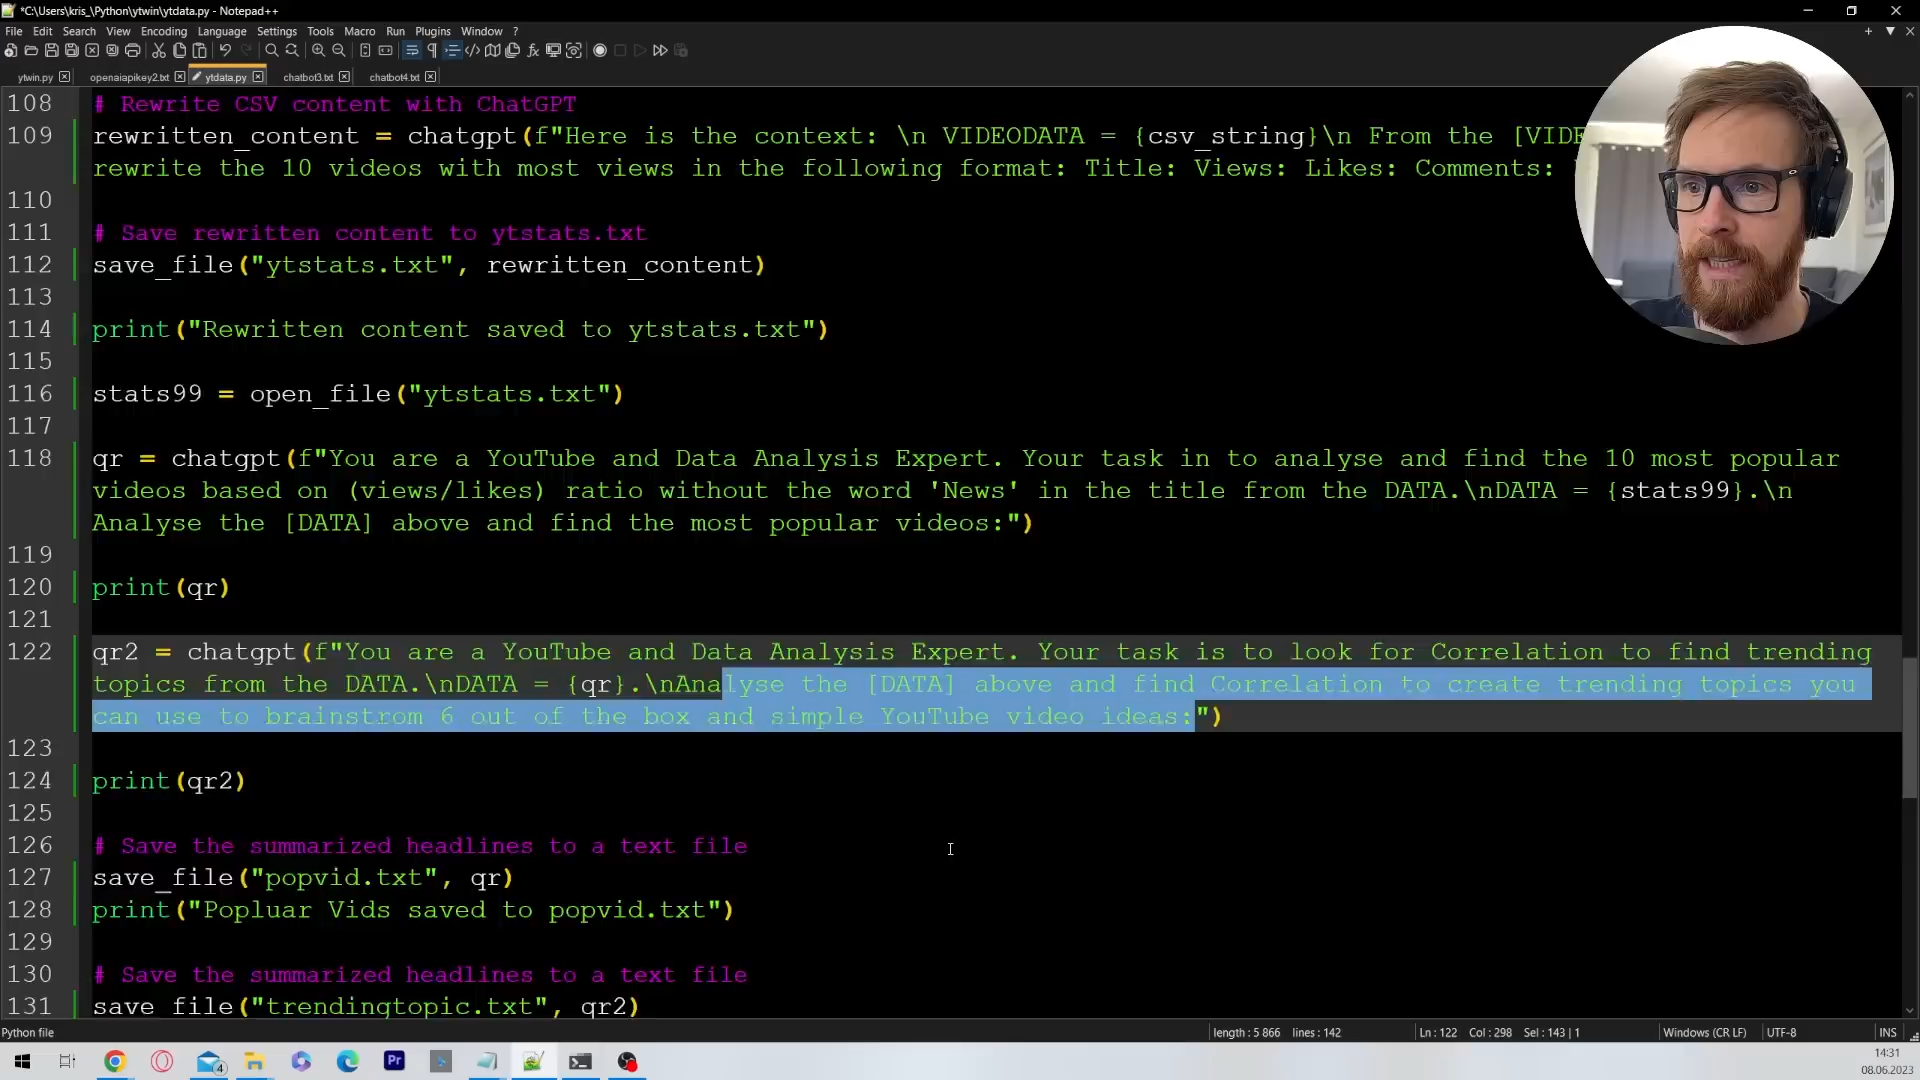 *C:\Users\kris_\Python\ytwin\ytdata.py - Notepad++
File Edit Search View Encoding Language Settings Tools Macro Run Plugins Window ?
ytwin.py openaiapikey2.txt ytdata.py chatbot3.txt chatbot4.txt
108 # Rewrite CSV content with ChatGPT
109 rewritten_content = chatgpt(f"Here is the context: \n VIDEODATA = {csv_string}\n From the [VIDE
rewrite the 10 videos with most views in the following format: Title: Views: Likes: Comments:
110
111 # Save rewritten content to ytstats.txt
112 save_file("ytstats.txt", rewritten_content)
113
114 print("Rewritten content saved to ytstats.txt")
115
116 stats99 = open_file("ytstats.txt")
117
118 qr = chatgpt(f"You are a YouTube and Data Analysis Expert. Your task in to analyse and find the 10 most popular
videos based on (views/likes) ratio without the word 'News' in the title from the DATA.\nDATA = {stats99}.\n
Analyse the [DATA] above and find the most popular videos:")
119
120 print(qr)
121
122 qr2 = chatgpt(f"You are a YouTube and Data Analysis Expert. Your task is to look for Correlation to find trending
topics from the DATA.\nDATA = {qr}.\nAnalyse the [DATA] above and find Correlation to create trending topics you
can use to brainstrom 6 out of the box and simple YouTube video ideas:")
123
124 print(qr2)
125
126 # Save the summarized headlines to a text file
127 save_file("popvid.txt", qr)
128 print("Popluar Vids saved to popvid.txt")
129
130 # Save the summarized headlines to a text file
131 save_file("trendingtopic.txt", qr2)
Python file length : 5 866 lines : 142 Ln : 122 Col : 298 Sel : 143 | 1 Windows (CR LF) UTF-8 INS
4 Pr
14:31
08.06.2023